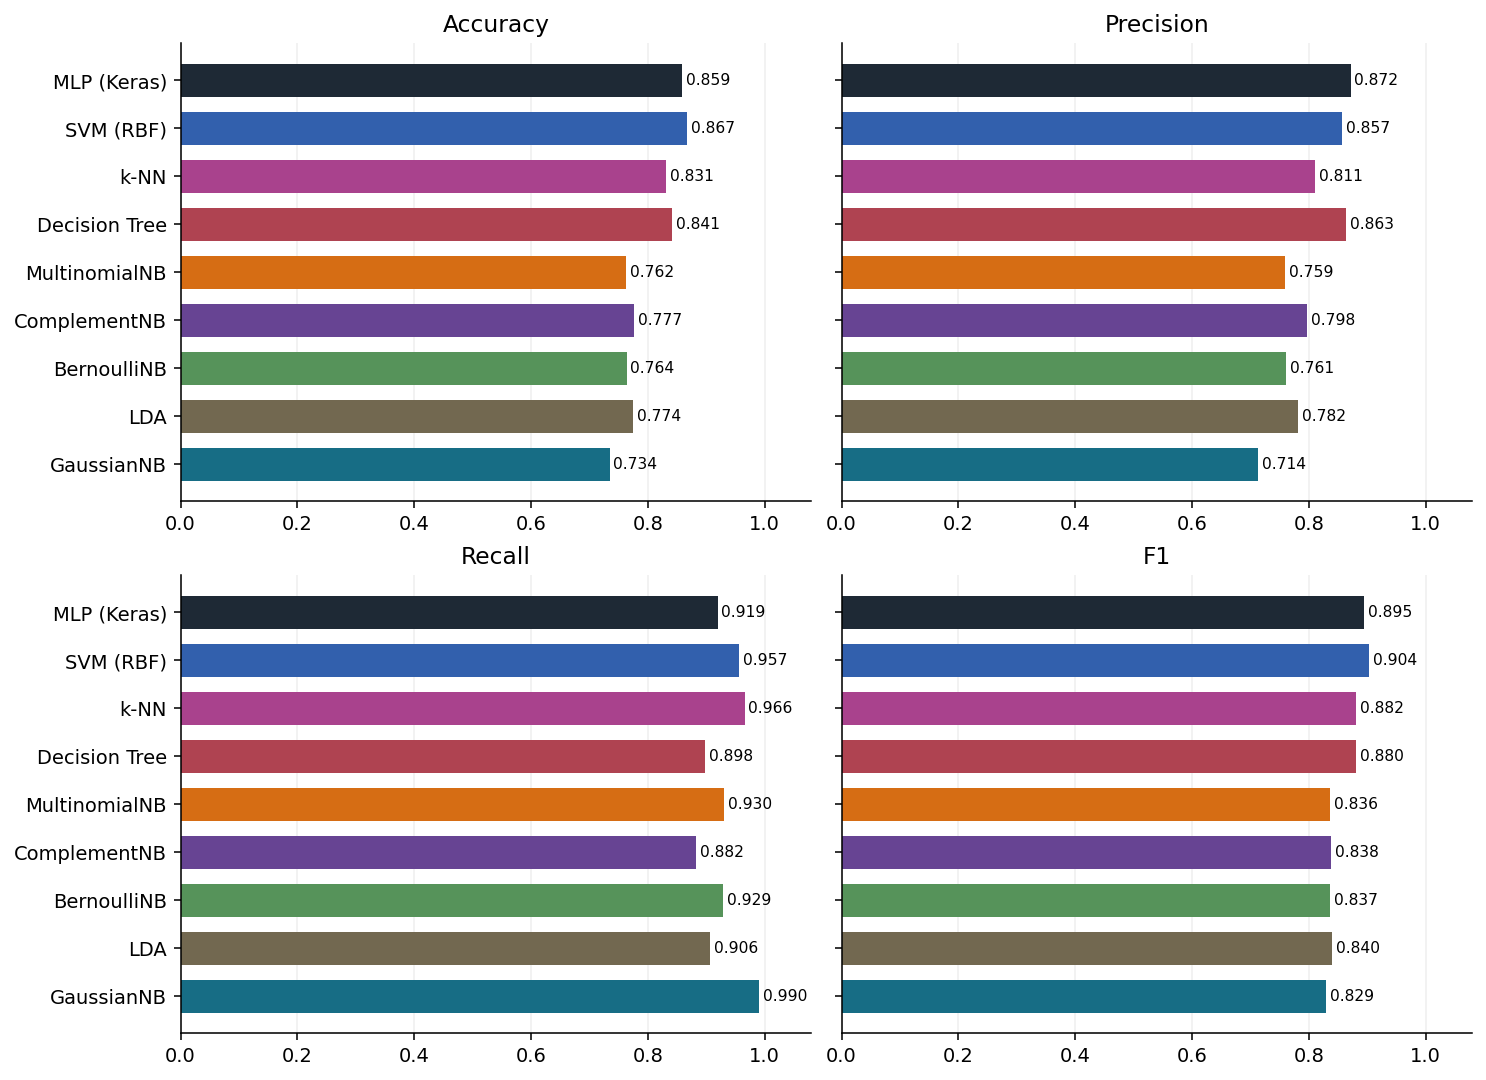 Accuracy
Precision
MLP (Keras) 0.859 0.872
SVM (RBF) 0.867 0.857
k-NN 0.831 0.811
Decision Tree 0.841 0.863
MultinomialNB 0.762 0.759
ComplementNB 0.777 0.798
BernoulliNB 0.764 0.761
LDA 0.774 0.782
GaussianNB 0.734 0.714
0.0 0.2 0.4 0.6 0.8 1.0
0.0 0.2 0.4 0.6 0.8 1.0
Recall
F1
MLP (Keras) 0.919 0.895
SVM (RBF) 0.957 0.904
k-NN 0.966 0.882
Decision Tree 0.898 0.880
MultinomialNB 0.930 0.836
ComplementNB 0.882 0.838
BernoulliNB 0.929 0.837
LDA 0.906 0.840
GaussianNB 0.990 0.829
0.0 0.2 0.4 0.6 0.8 1.0
0.0 0.2 0.4 0.6 0.8 1.0